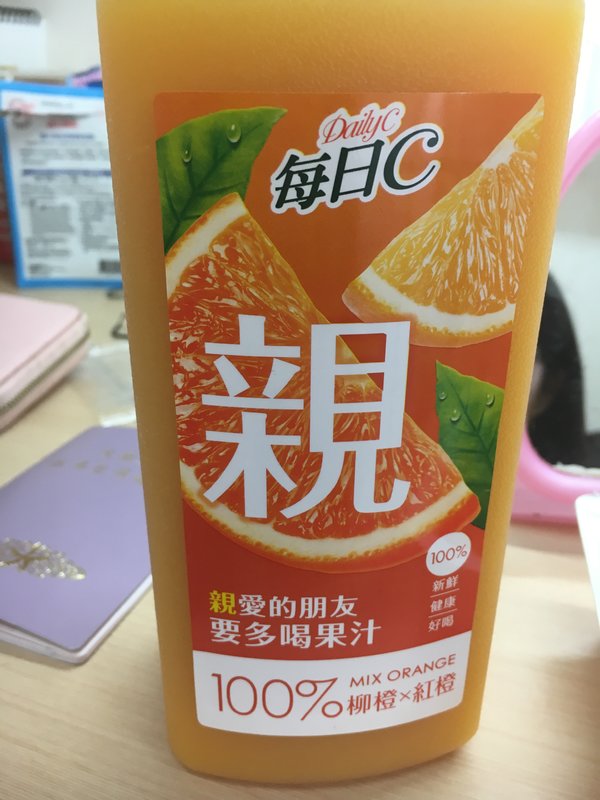 Daily C
每日C
親
100%
新鮮
健康
好喝
親愛的朋友
要多喝果汁
100% MIX ORANGE
柳橙×紅橙